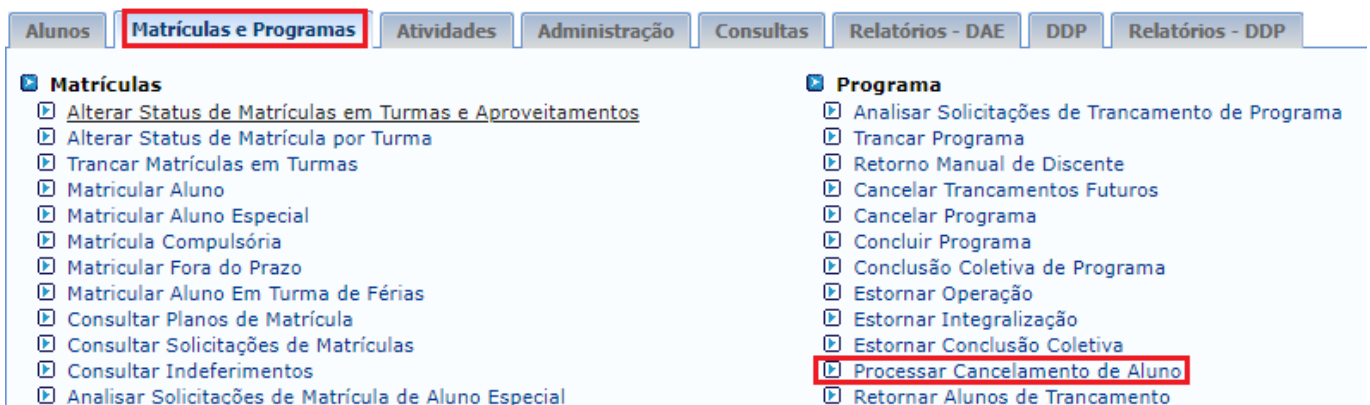 Alunos Matrículas e Programas Atividades Administração Consultas Relatórios - DAE DDP Relatórios - DDP
Matrículas
Alterar Status de Matrículas em Turmas e Aproveitamentos
Alterar Status de Matrícula por Turma
Trancar Matrículas em Turmas
Matricular Aluno
Matricular Aluno Especial
Matrícula Compulsória
Matricular Fora do Prazo
Matricular Aluno Em Turma de Férias
Consultar Planos de Matrícula
Consultar Solicitações de Matrículas
Consultar Indeferimentos
Analisar Solicitações de Matrícula de Aluno Especial
Programa
Analisar Solicitações de Trancamento de Programa
Trancar Programa
Retorno Manual de Discente
Cancelar Trancamentos Futuros
Cancelar Programa
Concluir Programa
Conclusão Coletiva de Programa
Estornar Operação
Estornar Integralização
Estornar Conclusão Coletiva
Processar Cancelamento de Aluno
Retornar Alunos de Trancamento